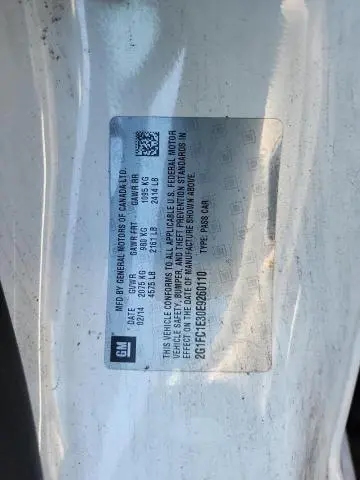 MFD BY GENERAL MOTORS OF CANADA LTD.
DATE GVWR GAWR FRT GAWR RR
02/14 2075 KG 980 KG 1095 KG
4575 LB 2161 LB 2414 LB
THIS VEHICLE CONFORMS TO ALL APPLICABLE U.S. FEDERAL MOTOR
VEHICLE SAFETY, BUMPER, AND THEFT PREVENTION STANDARDS IN
EFFECT ON THE DATE OF MANUFACTURE SHOWN ABOVE.
2G1FC1E30E9260110 TYPE: PASS CAR
GM